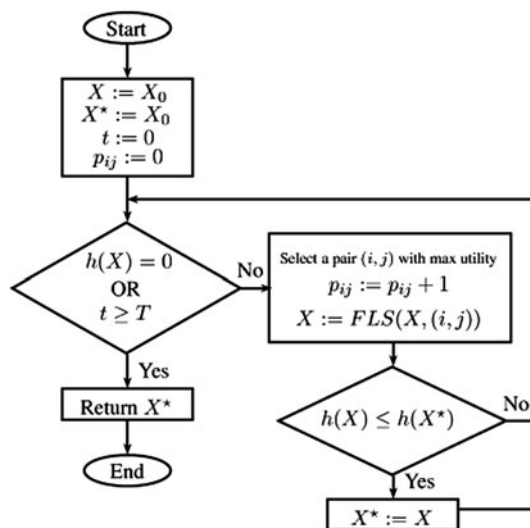 Start
X := X₀
X⋆ := X₀
t := 0
pᵢⱼ := 0
h(X) = 0
OR
t ≥ T
No
Select a pair (i, j) with max utility
pᵢⱼ := pᵢⱼ + 1
X := FLS(X, (i, j))
Yes
Return X⋆
End
h(X) ≤ h(X⋆)
No
Yes
X⋆ := X